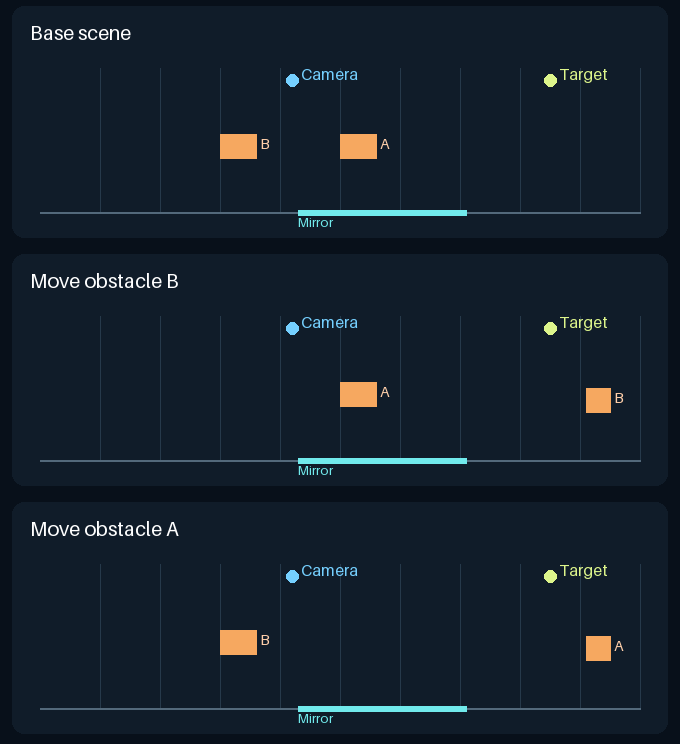 Base scene
Camera
Target
B
A
Mirror
Move obstacle B
Camera
Target
A
B
Mirror
Move obstacle A
Camera
Target
B
A
Mirror